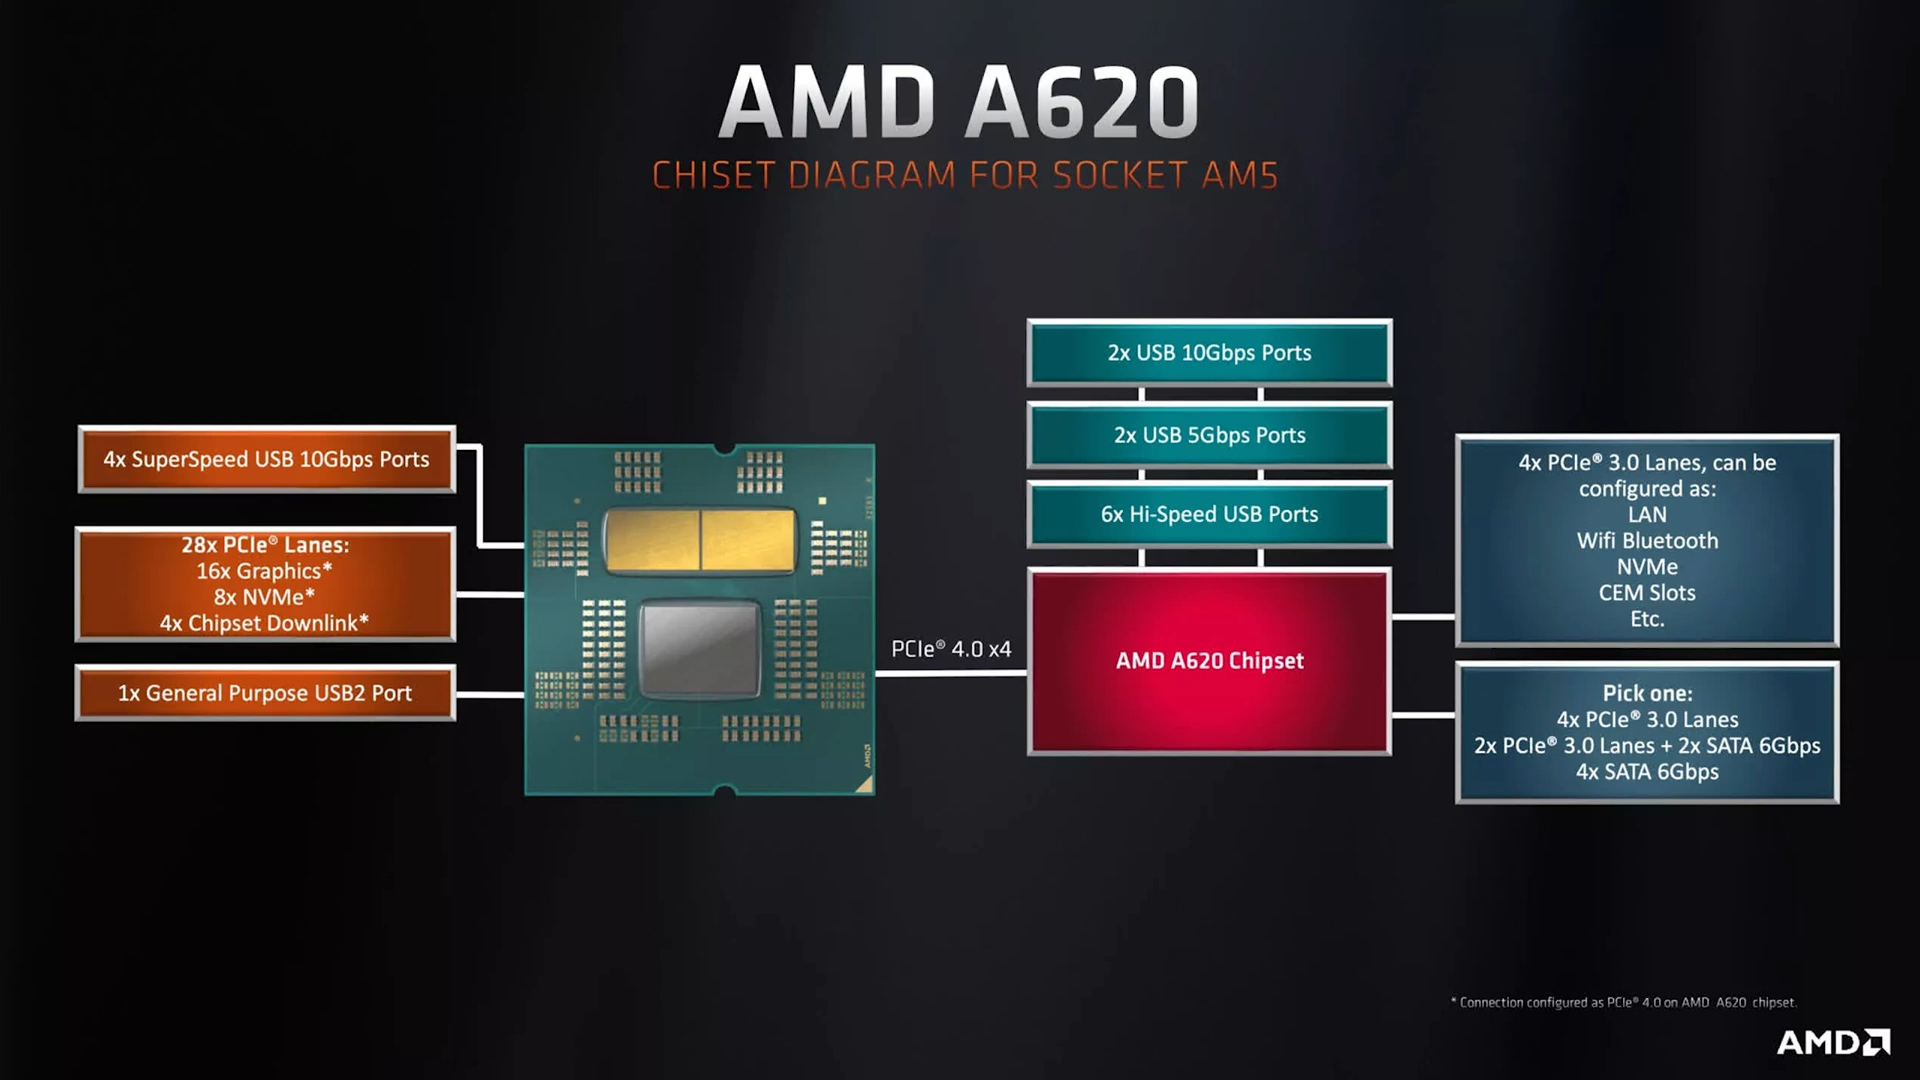 AMD A620
CHISET DIAGRAM FOR SOCKET AM5
4x SuperSpeed USB 10Gbps Ports
28x PCIe® Lanes:
16x Graphics*
8x NVMe*
4x Chipset Downlink*
1x General Purpose USB2 Port
AMD
PCIe® 4.0 x4
2x USB 10Gbps Ports
2x USB 5Gbps Ports
6x Hi-Speed USB Ports
AMD A620 Chipset
4x PCIe® 3.0 Lanes, can be
configured as:
LAN
Wifi Bluetooth
NVMe
CEM Slots
Etc.
Pick one:
4x PCIe® 3.0 Lanes
2x PCIe® 3.0 Lanes + 2x SATA 6Gbps
4x SATA 6Gbps
* Connection configured as PCIe® 4.0 on AMD A620 chipset.
AMD